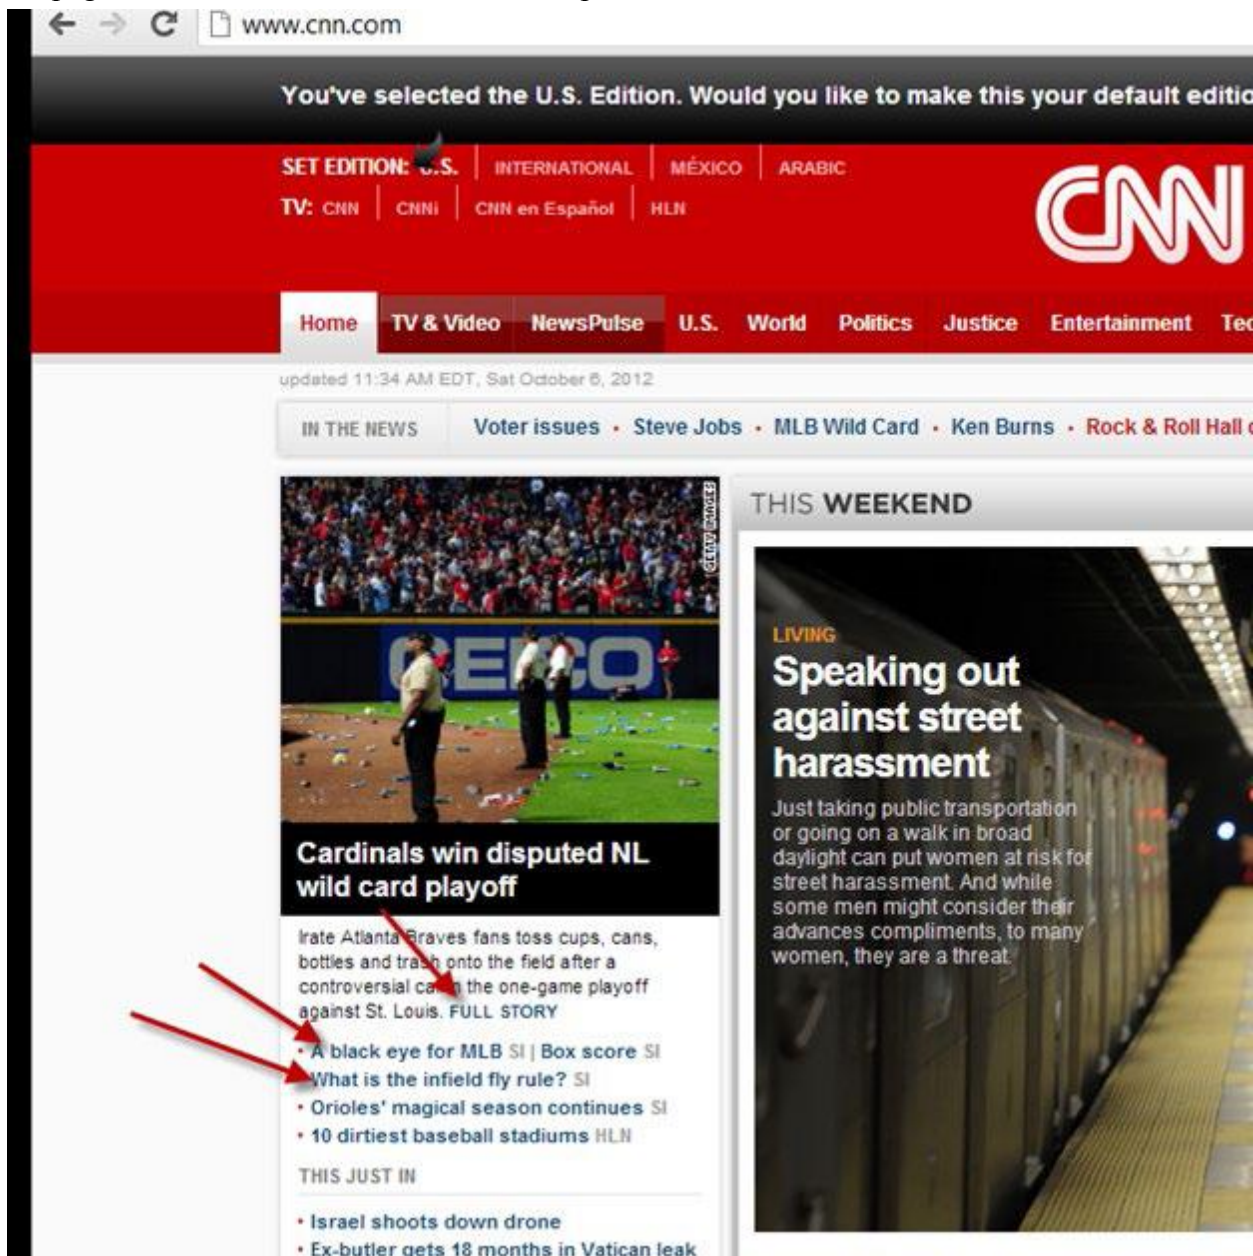 www.cnn.com
You've selected the U.S. Edition. Would you like to make this your default editio
SET EDITION: U.S. | INTERNATIONAL | MÉXICO | ARABIC
TV: CNN | CNNi | CNN en Español | HLN
CNN
Home TV & Video NewsPulse U.S. World Politics Justice Entertainment Tec
updated 11:34 AM EDT, Sat October 6, 2012
IN THE NEWS Voter issues • Steve Jobs • MLB Wild Card • Ken Burns • Rock & Roll Hall
GETTY IMAGES
GEICO
Cardinals win disputed NL
wild card playoff
Irate Atlanta Braves fans toss cups, cans,
bottles and trash onto the field after a
controversial call in the one-game playoff
against St. Louis. FULL STORY
• A black eye for MLB SI | Box score SI
What is the infield fly rule? SI
• Orioles' magical season continues SI
• 10 dirtiest baseball stadiums HLN
THIS JUST IN
• Israel shoots down drone
• Ex-butler gets 18 months in Vatican leak
THIS WEEKEND
LIVING
Speaking out
against street
harassment
Just taking public transportation
or going on a walk in broad
daylight can put women at risk for
street harassment. And while
some men might consider their
advances compliments, to many
women, they are a threat.